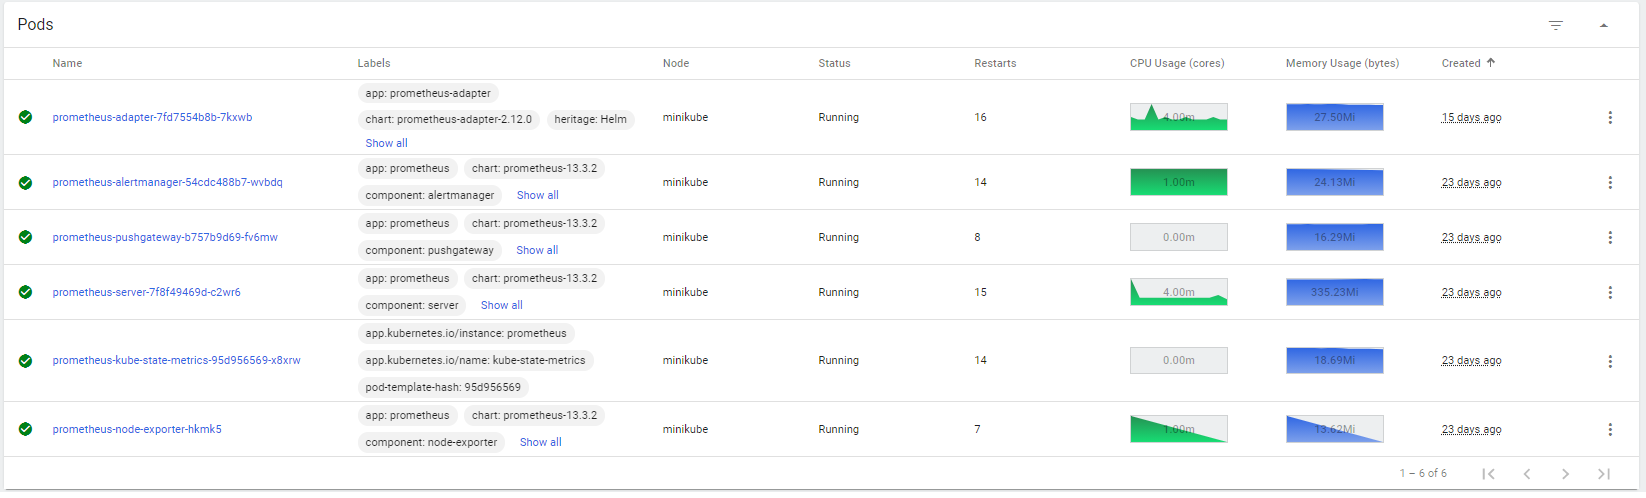 Pods
Name Labels Node Status Restarts CPU Usage (cores) Memory Usage (bytes) Created
app: prometheus-adapter
prometheus-adapter-7fd7554b8b-7kxwb chart: prometheus-adapter-2.12.0 heritage: Helm minikube Running 16 4.00m 27.50Mi 15 days ago
Show all
app: prometheus chart: prometheus-13.3.2
prometheus-alertmanager-54cdc488b7-wvbdq component: alertmanager Show all minikube Running 14 1.00m 24.13Mi 23 days ago
app: prometheus chart: prometheus-13.3.2
prometheus-pushgateway-b757b9d69-fv6mw component: pushgateway Show all minikube Running 8 0.00m 16.29Mi 23 days ago
app: prometheus chart: prometheus-13.3.2
prometheus-server-7f8f49469d-c2wr6 component: server Show all minikube Running 15 4.00m 335.23Mi 23 days ago
app.kubernetes.io/instance: prometheus
prometheus-kube-state-metrics-95d956569-x8xrw app.kubernetes.io/name: kube-state-metrics minikube Running 14 0.00m 18.69Mi 23 days ago
pod-template-hash: 95d956569
app: prometheus chart: prometheus-13.3.2
prometheus-node-exporter-hkmk5 component: node-exporter Show all minikube Running 7 1.00m 13.62Mi 23 days ago
1 – 6 of 6